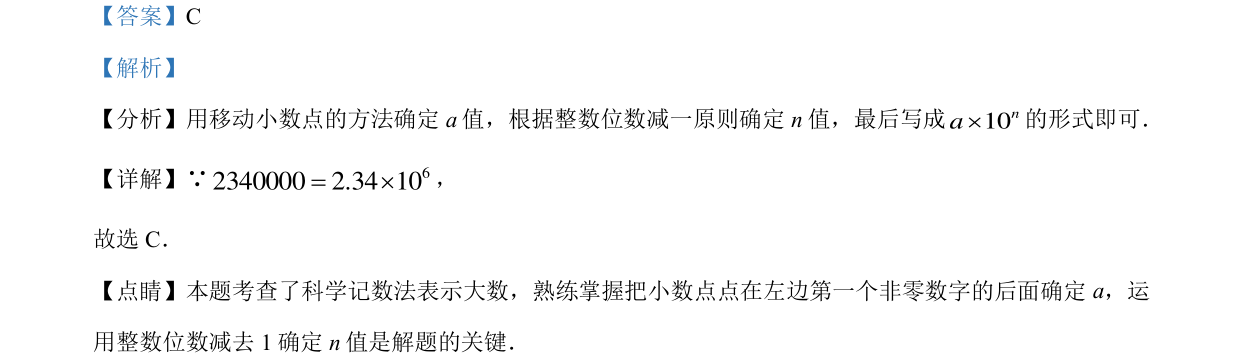 【答案】C
【解析】
【分析】用移动小数点的方法确定 a 值，根据整数位数减一原则确定 n 值，最后写成 a×10ⁿ 的形式即可．
【详解】∵ 2340000 = 2.34×10⁶，
故选 C．
【点睛】本题考查了科学记数法表示大数，熟练掌握把小数点点在左边第一个非零数字的后面确定 a，运
用整数位数减去 1 确定 n 值是解题的关键．